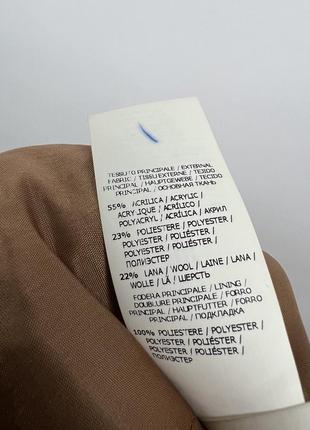 TESSUTO PRINCIPALE / EXTERNAL
FABRIC / TISSU EXTERNE / TEJIDO
PRINCIPAL / HAUPTGEWEBE / TECIDO
PRINCIPAL / ОСНОВНАЯ ТКАНЬ
55% ACRILICA / ACRYLIC /
ACRYLIQUE / ACRÍLICO /
POLYACRYL / ACRÍLICA / АКРИЛ
23% POLIESTERE / POLYESTER /
POLYESTER / POLIÉSTER /
POLYESTER / POLIÉSTER /
ПОЛИЭСТЕР
22% LANA / WOOL / LAINE / LANA /
WOLLE / LÃ / ШЕРСТЬ
FODERA PRINCIPALE / LINING /
DOUBLURE PRINCIPALE / FORRO
PRINCIPAL / HAUPTFUTTER / FORRO
PRINCIPAL / ПОДКЛАДКА
100% POLIESTERE / POLYESTER /
POLYESTER / POLIÉSTER /
POLYESTER / POLIÉSTER /
ПОЛИЭСТЕР